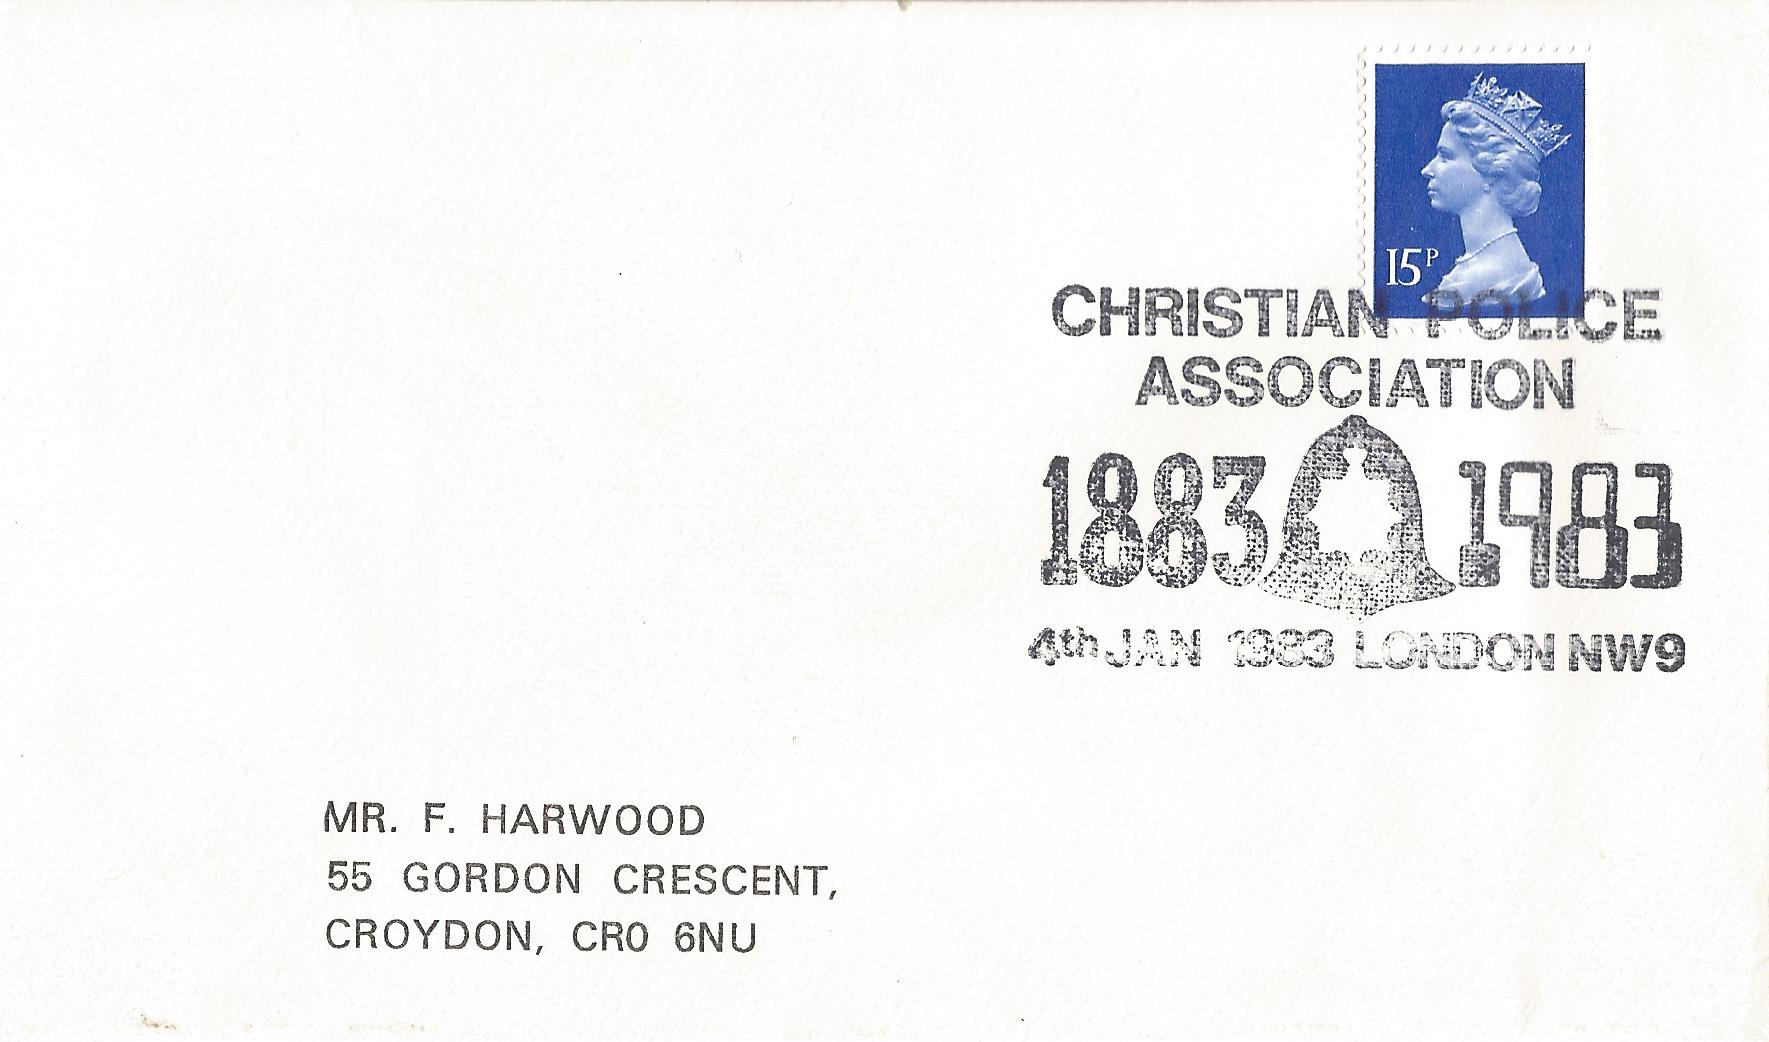 15P
CHRISTIAN POLICE
ASSOCIATION
1883 1983
4th JAN 1983 LONDON NW9
MR. F. HARWOOD
55 GORDON CRESCENT,
CROYDON, CR0 6NU